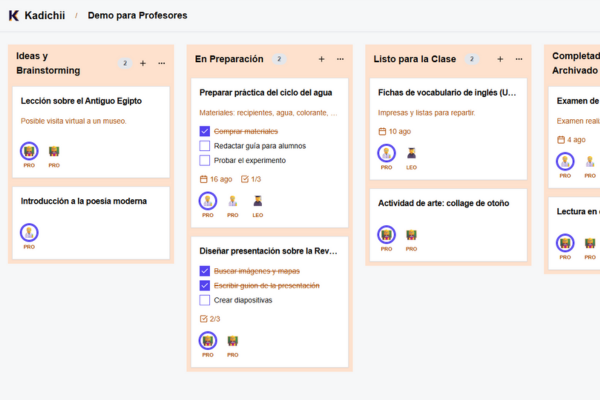 Kadichii / Demo para Profesores
Ideas y
Brainstorming
2
Lección sobre el Antiguo Egipto
Posible visita virtual a un museo.
PRO PRO
Introducción a la poesia moderna
PRO
En Preparación 2
Preparar práctica del ciclo del agua
Materiales: recipientes, agua, colorante, ...
Comprar materiales
Redactar guía para alumnos
Probar el experimento
16 ago 1/3
PRO PRO LEO
Diseñar presentación sobre la Rev...
Buscar imágenes y mapas
Escribir guion de la presentación
Crear diapositivas
2/3
PRO PRO
Listo para la Clase 2
Fichas de vocabulario de inglés (U...
Impresas y listas para repartir.
10 ago
PRO LEO
Actividad de arte: collage de otoño
PRO PRO
Completad
Archivado
Examen de
Examen reali
4 ago
PRO PRO
Lectura en
PRO PRO